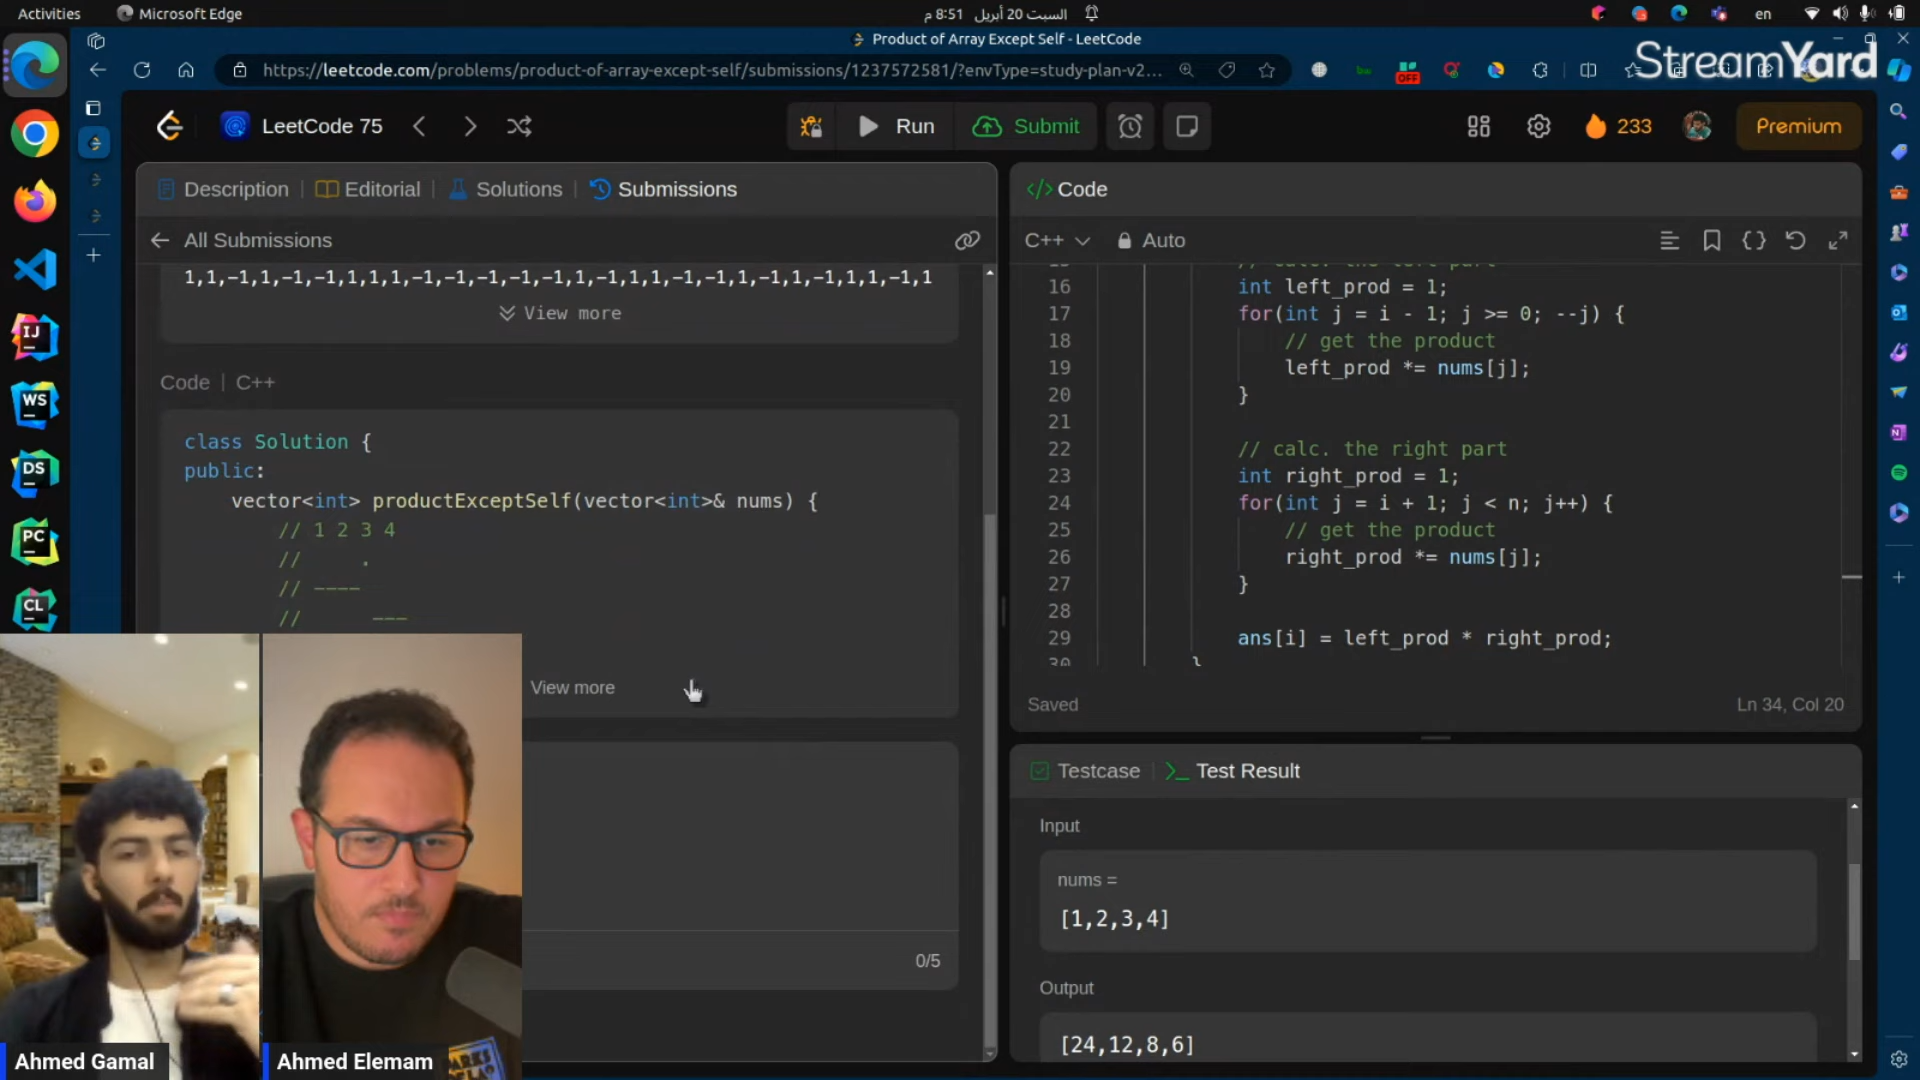 Activities
Microsoft Edge
السبت 20 أبريل 8:51 م
en
Product of Array Except Self - LeetCode
https://leetcode.com/problems/product-of-array-except-self/submissions/1237572581/?envType=study-plan-v2...
OFF
StreamYard
LeetCode 75
Run
Submit
233
Premium
Description
Editorial
Solutions
Submissions
All Submissions
1,1,−1,1,−1,−1,1,1,1,−1,−1,−1,−1,−1,1,−1,1,1,−1,−1,1,−1,1,−1,1,1,−1,1
View more
Code | C++
class Solution {
public:
vector<int> productExceptSelf(vector<int>& nums) {
// 1 2 3 4
// .
// ----
// ---
View more
0/5
</> Code
C++
Auto
16 int left_prod = 1;
17 for(int j = i - 1; j >= 0; --j) {
18 // get the product
19 left_prod *= nums[j];
20 }
21
22 // calc. the right part
23 int right_prod = 1;
24 for(int j = i + 1; j < n; j++) {
25 // get the product
26 right_prod *= nums[j];
27 }
28
29 ans[i] = left_prod * right_prod;
30 }
Saved
Ln 34, Col 20
Testcase
Test Result
Input
nums =
[1,2,3,4]
Output
[24,12,8,6]
IJ
WS
DS
PC
CL
Ahmed Gamal
Ahmed Elemam